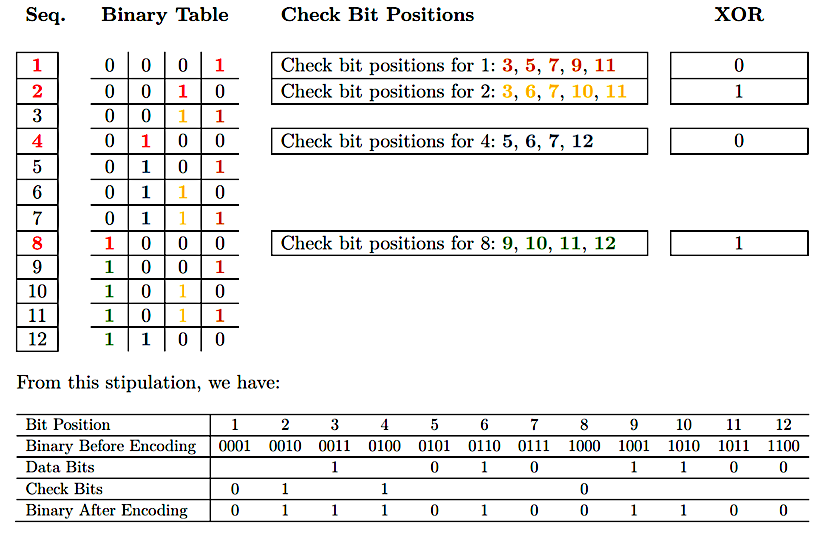 Seq. Binary Table Check Bit Positions XOR
1 0 0 0 1 Check bit positions for 1: 3, 5, 7, 9, 11 0
2 0 0 1 0 Check bit positions for 2: 3, 6, 7, 10, 11 1
3 0 0 1 1
4 0 1 0 0 Check bit positions for 4: 5, 6, 7, 12 0
5 0 1 0 1
6 0 1 1 0
7 0 1 1 1
8 1 0 0 0 Check bit positions for 8: 9, 10, 11, 12 1
9 1 0 0 1
10 1 0 1 0
11 1 0 1 1
12 1 1 0 0
From this stipulation, we have:
Bit Position 1 2 3 4 5 6 7 8 9 10 11 12
Binary Before Encoding 0001 0010 0011 0100 0101 0110 0111 1000 1001 1010 1011 1100
Data Bits 1 0 1 0 1 1 0 0
Check Bits 0 1 1 0
Binary After Encoding 0 1 1 1 0 1 0 0 1 1 0 0